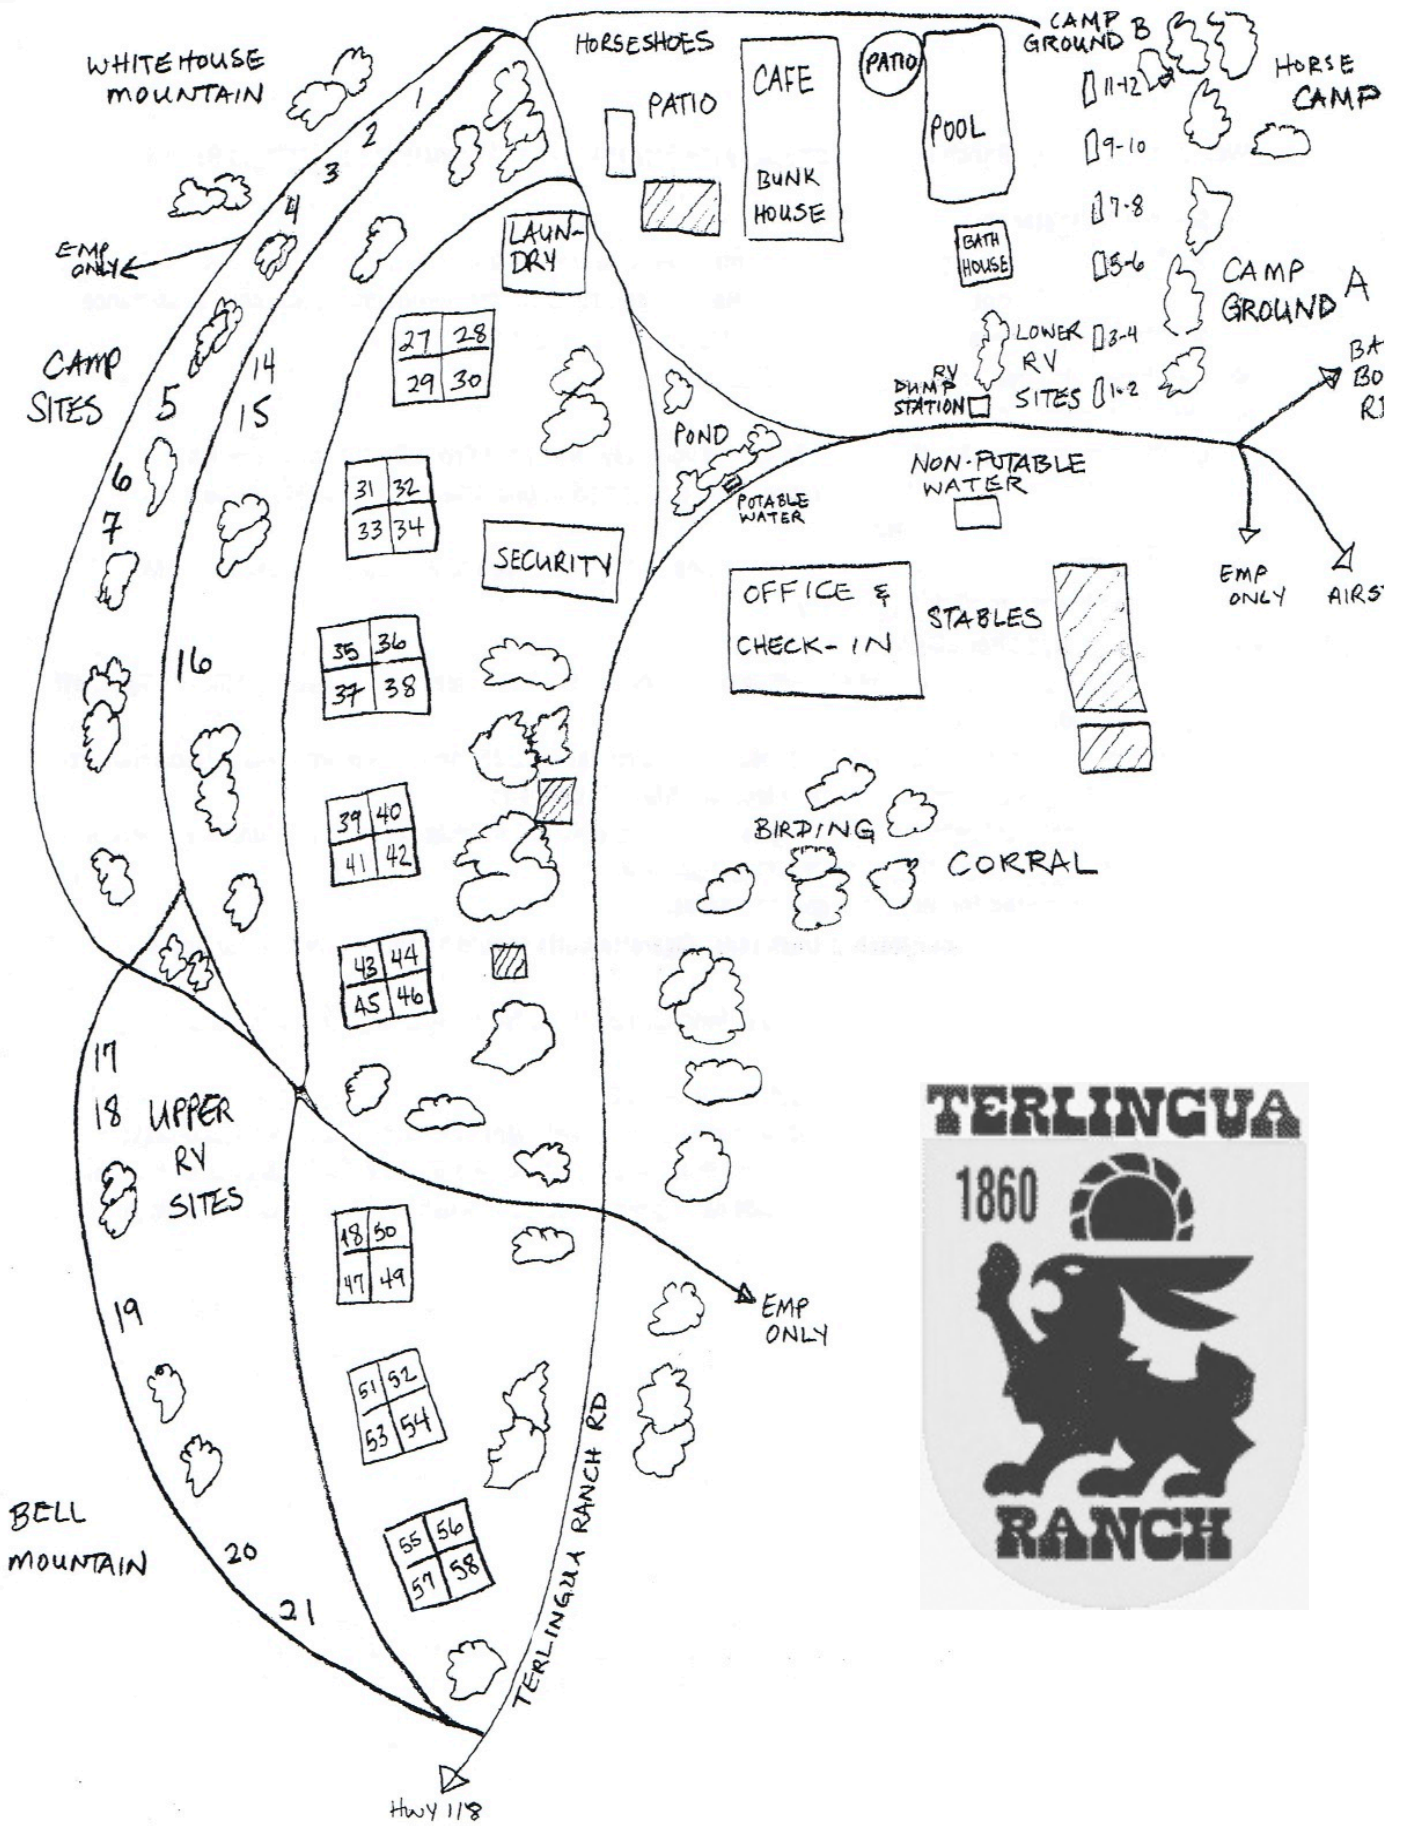 WHITEHOUSE
MOUNTAIN
HORSESHOES
PATIO
CAFE
BUNK
HOUSE
PATIO
POOL
CAMP
GROUND B
11-12
HORSE
CAMP
9-10
7-8
5-6
3-4
1-2
BATH
HOUSE
CAMP
GROUND A
LOWER
RV
SITES
RV
DUMP
STATION
1
2
3
4
EMP
ONLY
LAUN-
DRY
CAMP
SITES
5
6
7
14
15
16
27 28
29 30
31 32
33 34
SECURITY
35 36
37 38
39 40
41 42
43 44
45 46
POND
POTABLE
WATER
NON-POTABLE
WATER
BA
BO
EMP
ONLY
AIRS
OFFICE &
CHECK-IN
STABLES
BIRDING
CORRAL
17
18
UPPER
RV
SITES
19
20
21
48 50
47 49
51 52
53 54
55 56
57 58
EMP
ONLY
BELL
MOUNTAIN
TERLINGUA RANCH RD
HWY 118
TERLINGUA
1860
RANCH